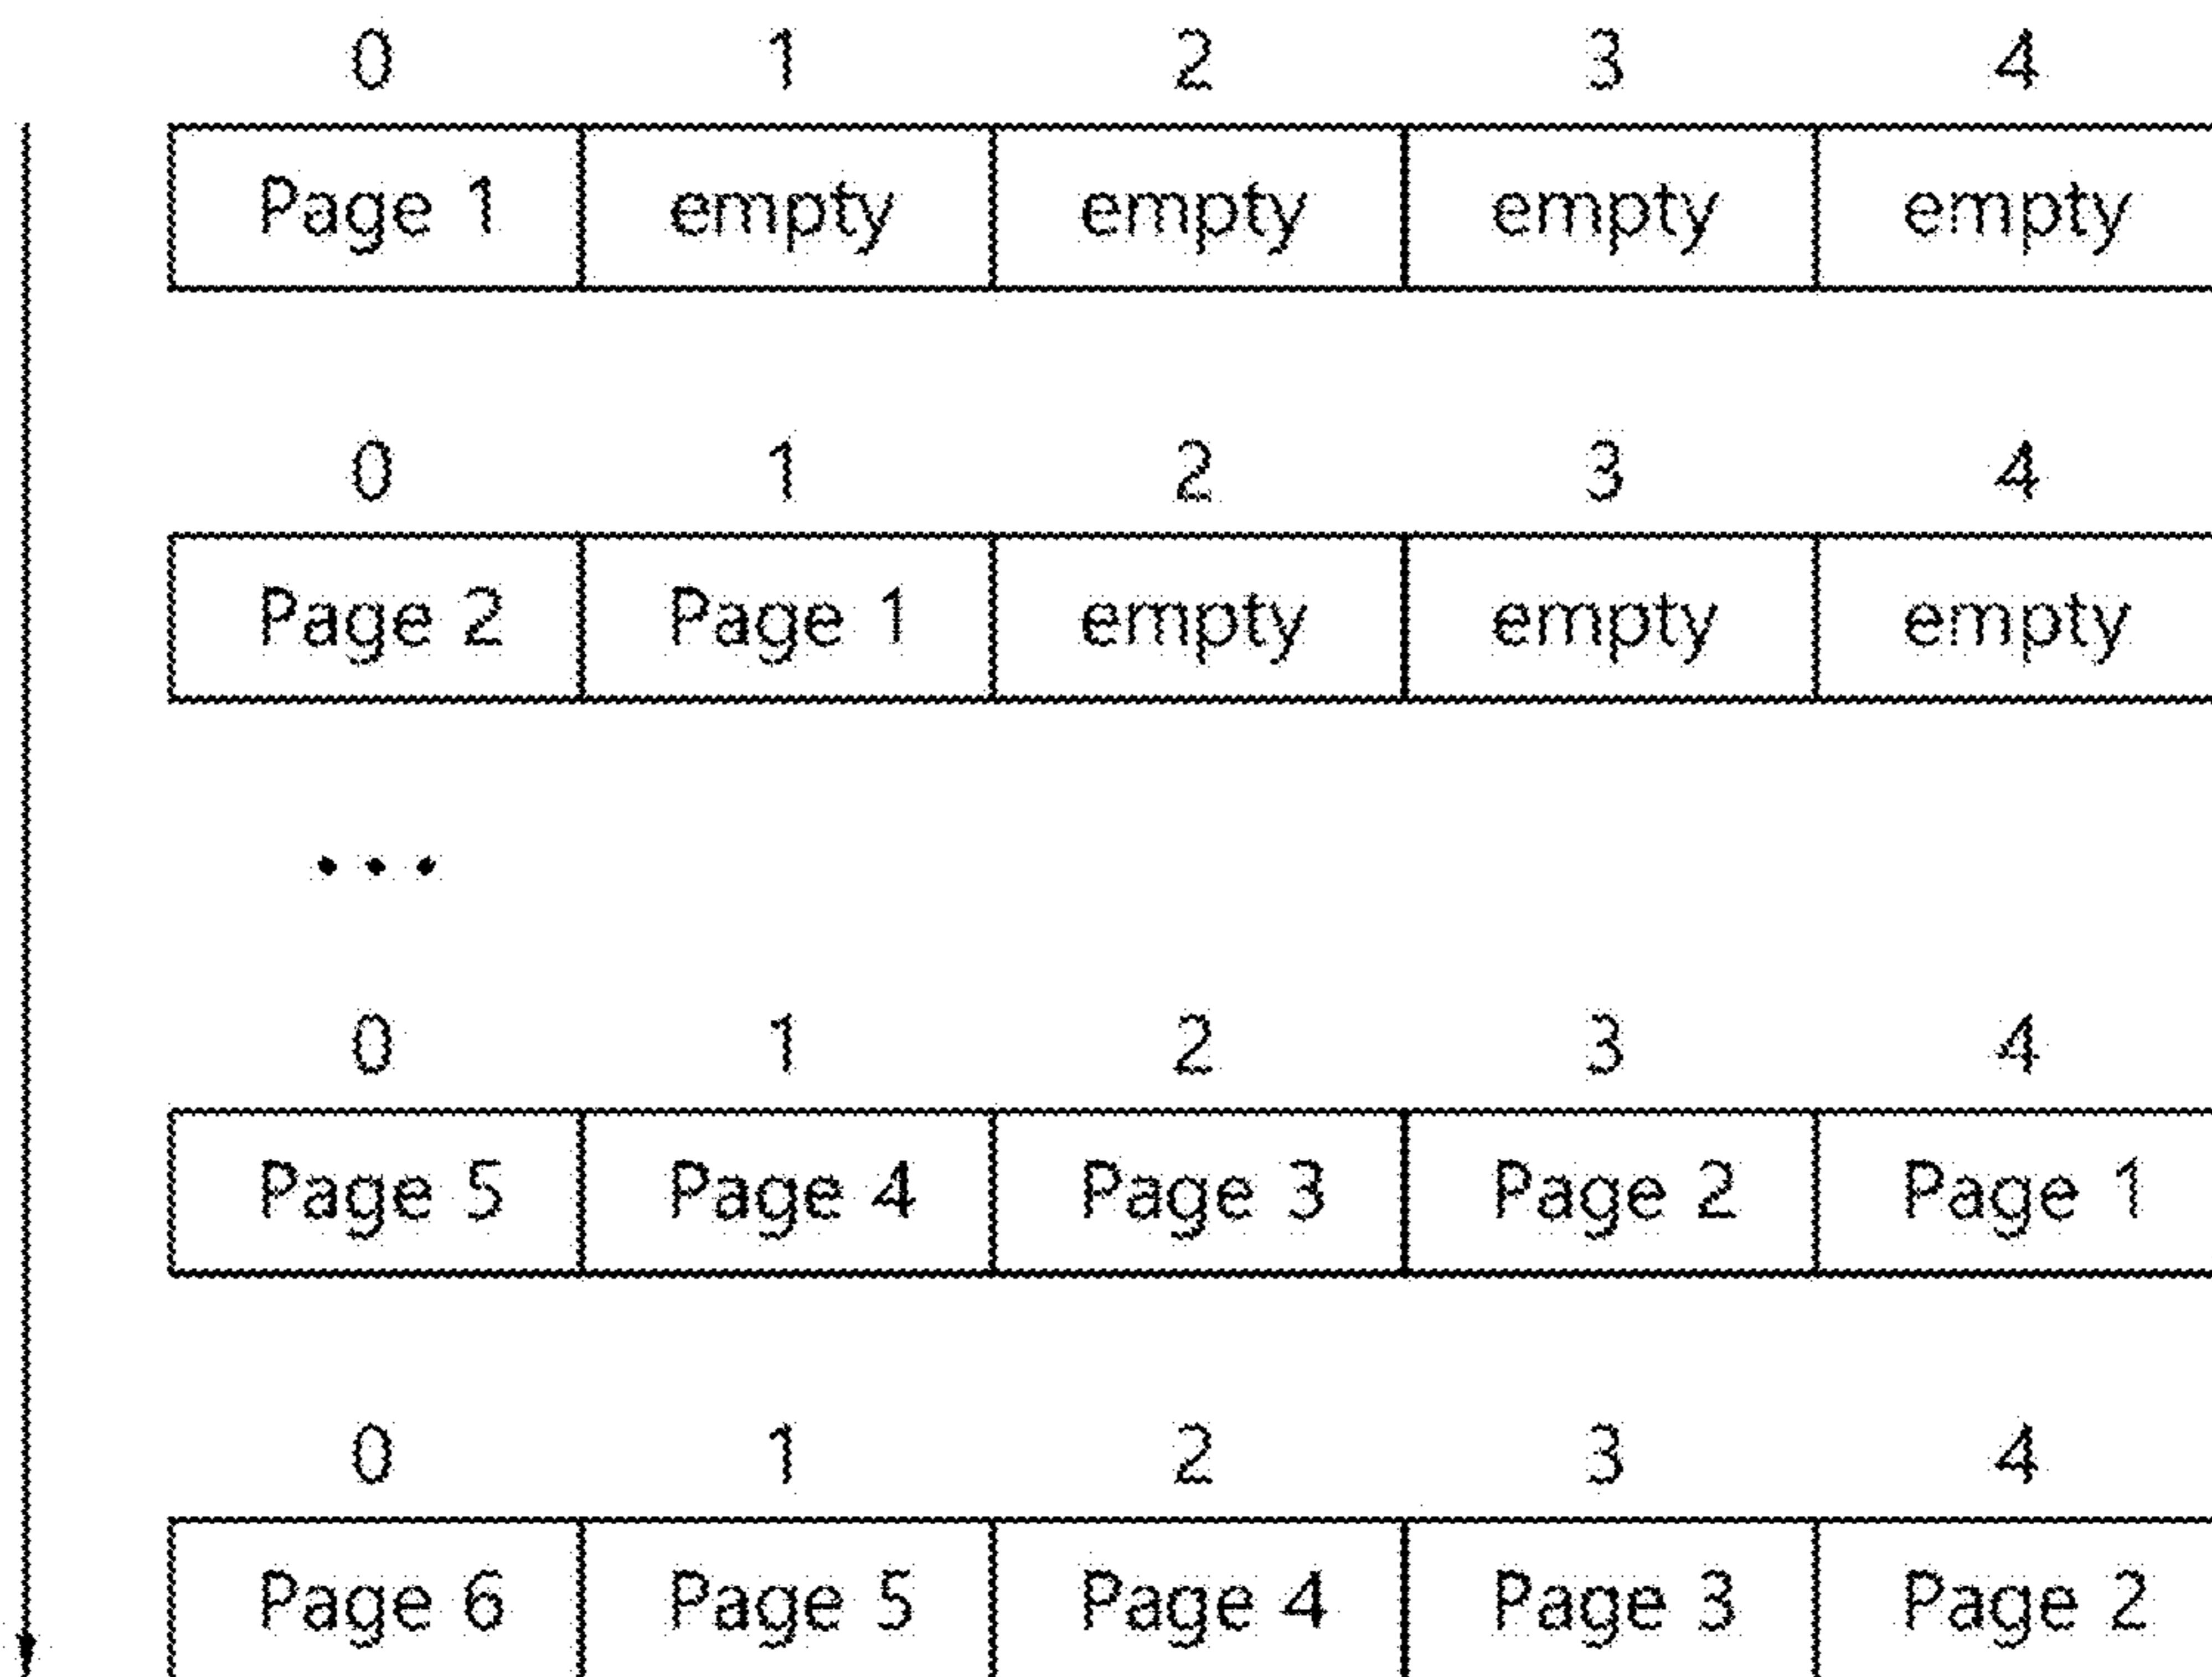 0 1 2 3 4
Page 1 empty empty empty empty
0 1 2 3 4
Page 2 Page 1 empty empty empty
...
0 1 2 3 4
Page 5 Page 4 Page 3 Page 2 Page 1
0 1 2 3 4
Page 6 Page 5 Page 4 Page 3 Page 2